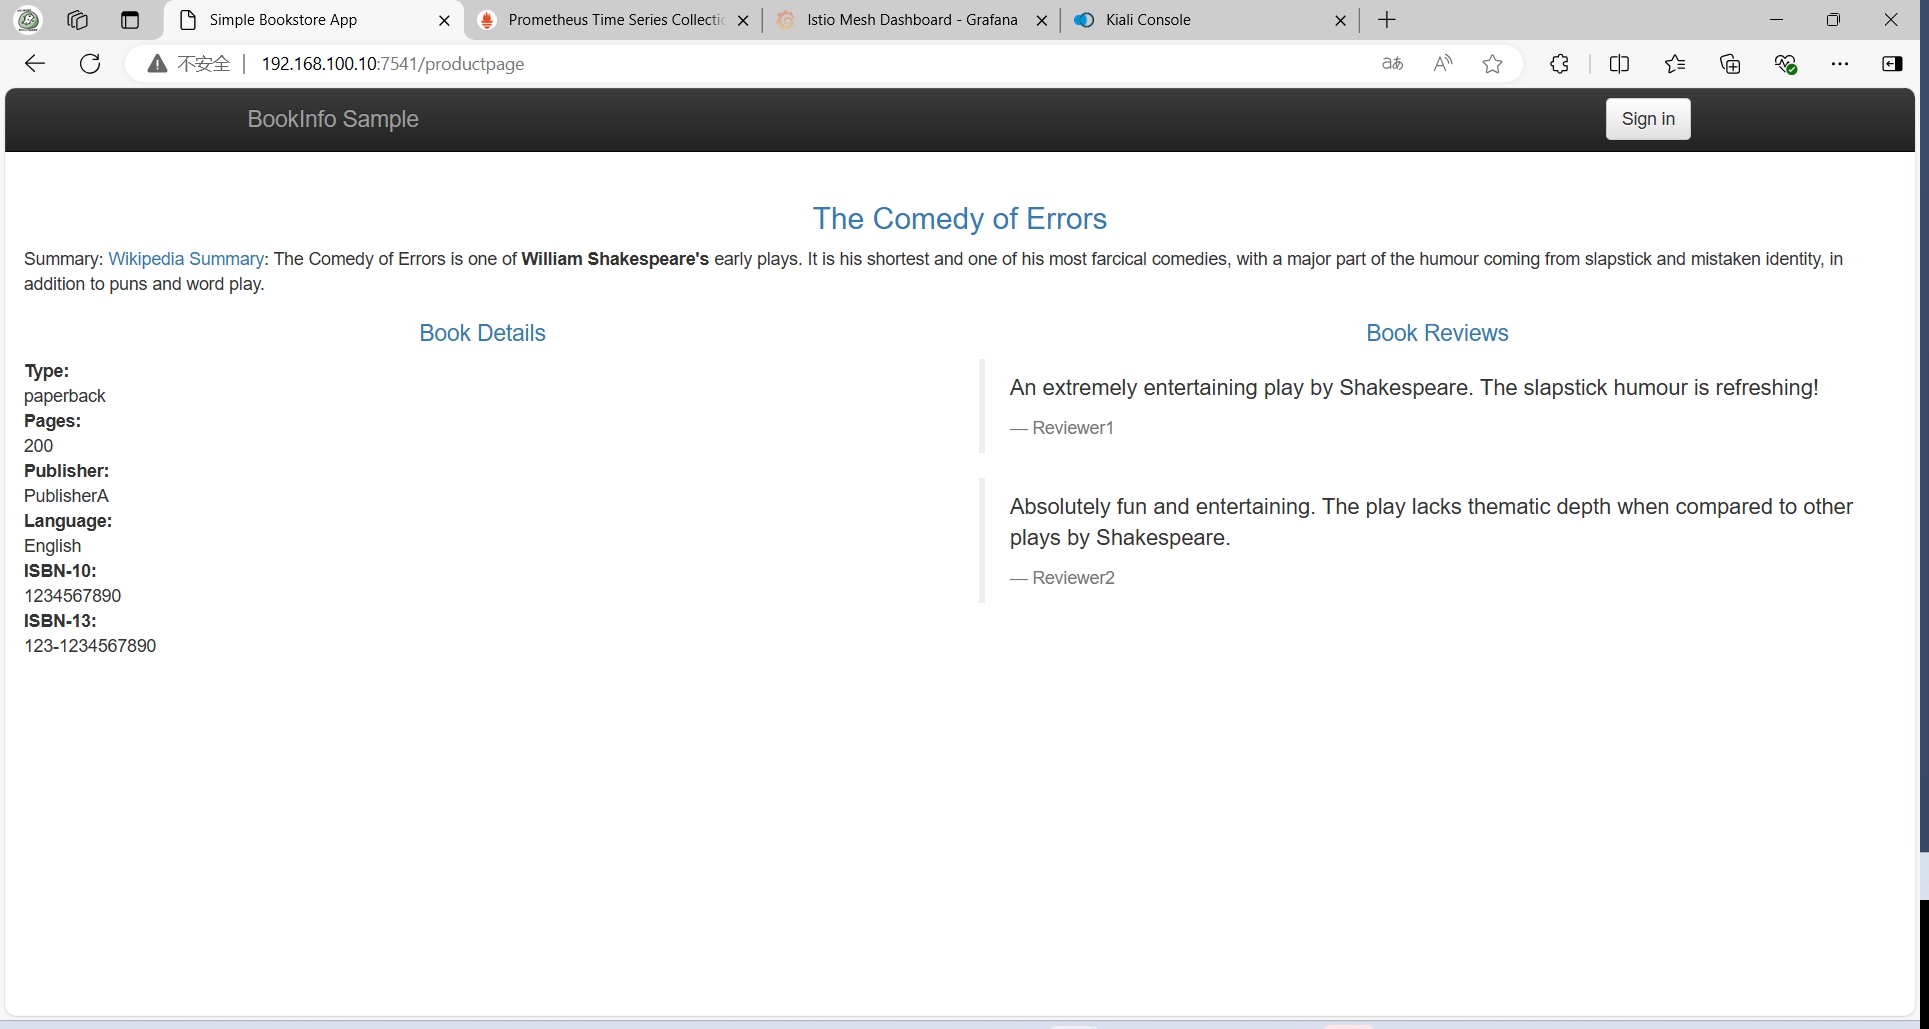 Simple Bookstore App
Prometheus Time Series Collectic
Istio Mesh Dashboard - Grafana
Kiali Console
不安全
192.168.100.10:7541/productpage
BookInfo Sample
Sign in
The Comedy of Errors
Summary: Wikipedia Summary: The Comedy of Errors is one of William Shakespeare's early plays. It is his shortest and one of his most farcical comedies, with a major part of the humour coming from slapstick and mistaken identity, in
addition to puns and word play.
Book Details
Type:
paperback
Pages:
200
Publisher:
PublisherA
Language:
English
ISBN-10:
1234567890
ISBN-13:
123-1234567890
Book Reviews
An extremely entertaining play by Shakespeare. The slapstick humour is refreshing!
— Reviewer1
Absolutely fun and entertaining. The play lacks thematic depth when compared to other
plays by Shakespeare.
— Reviewer2